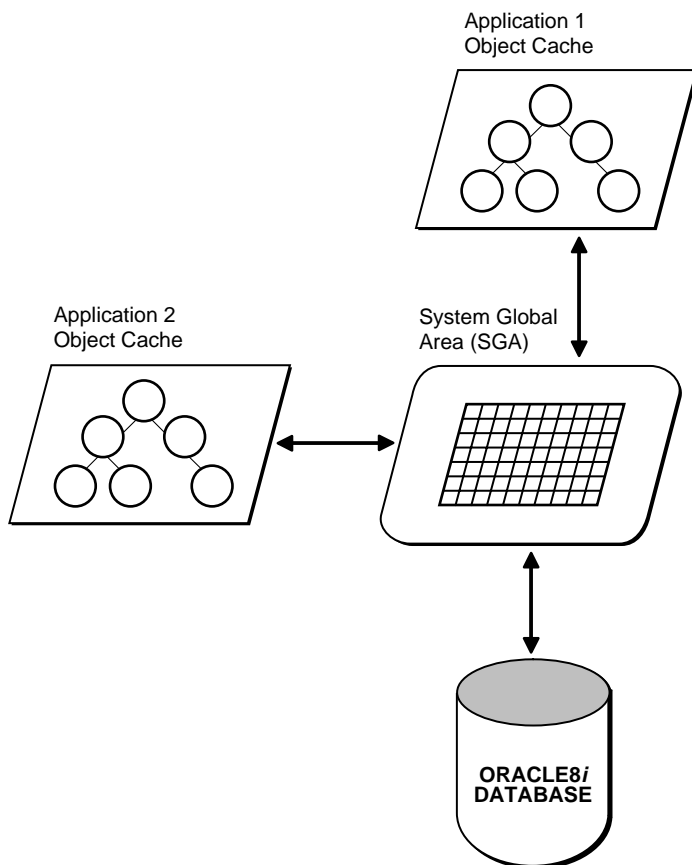 Application 1
Object Cache
Application 2
Object Cache
System Global
Area (SGA)
ORACLE8i
DATABASE